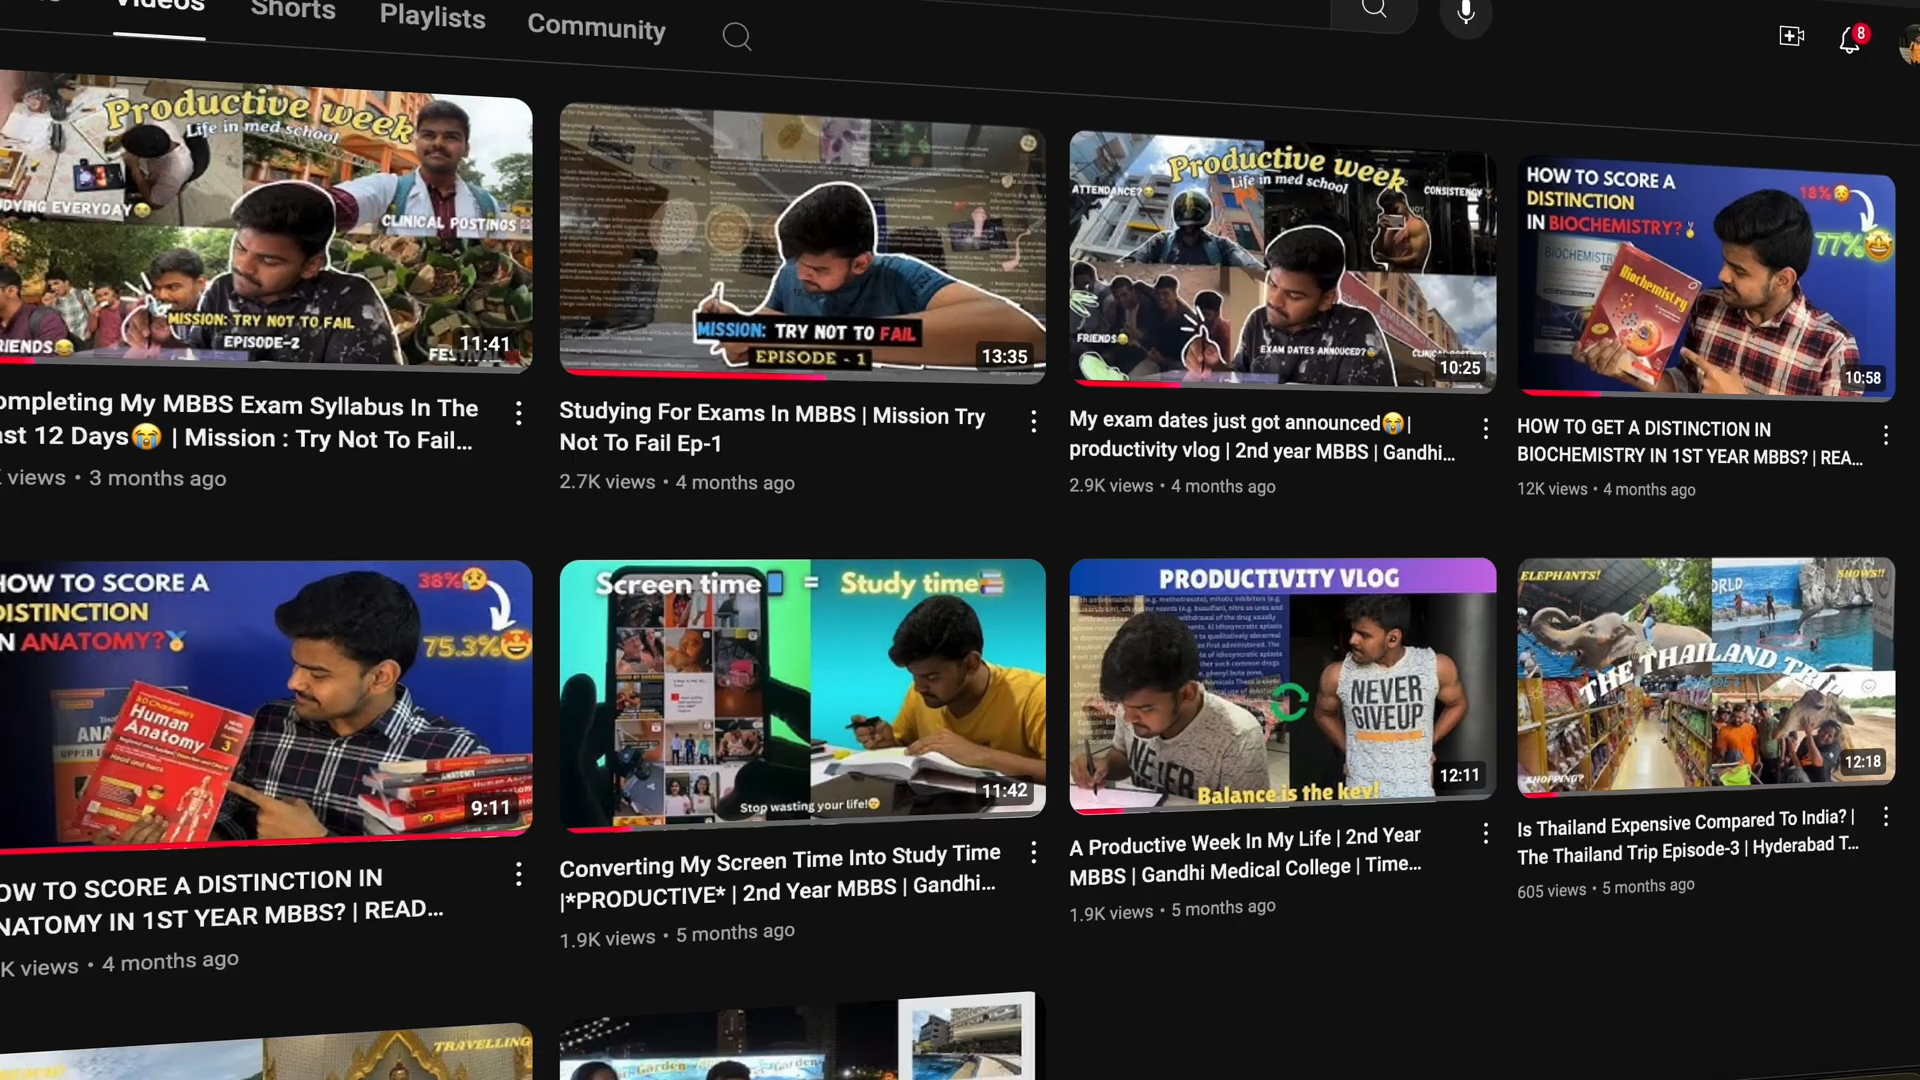 Videos
Shorts
Playlists
Community
8
Productive week
Life in med school
DYING EVERYDAY😭
CLINICAL POSTINGS
MISSION: TRY NOT TO FAIL
EPISODE-2
RIENDS😂
11:41
ompleting My MBBS Exam Syllabus In The
ast 12 Days😭 | Mission : Try Not To Fail...
views • 3 months ago
MISSION: TRY NOT TO FAIL
EPISODE - 1
13:35
Studying For Exams In MBBS | Mission Try
Not To Fail Ep-1
2.7K views • 4 months ago
Productive week
Life in med school
ATTENDANCE?
CONSISTENCY
FRIENDS😂
EXAM DATES ANNOUCED?
10:25
My exam dates just got announced😭|
productivity vlog | 2nd year MBBS | Gandhi...
2.9K views • 4 months ago
HOW TO SCORE A
DISTINCTION
IN BIOCHEMISTRY?🏅
18%😥
77%🤩
BIOCHEMISTRY
Biochemistry
10:58
HOW TO GET A DISTINCTION IN
BIOCHEMISTRY IN 1ST YEAR MBBS? | REA...
12K views • 4 months ago
HOW TO SCORE A
DISTINCTION
N ANATOMY?🏅
38%😥
75.3%🤩
Human
Anatomy
Head and Neck
3
9:11
OW TO SCORE A DISTINCTION IN
NATOMY IN 1ST YEAR MBBS? | READ...
K views • 4 months ago
Screen time📱 = Study time📚
Stop wasting your life!
11:42
Converting My Screen Time Into Study Time
|*PRODUCTIVE* | 2nd Year MBBS | Gandhi...
1.9K views • 5 months ago
PRODUCTIVITY VLOG
NEVER
GIVEUP
NEVER
Balance is the key!
12:11
A Productive Week In My Life | 2nd Year
MBBS | Gandhi Medical College | Time...
1.9K views • 5 months ago
ELEPHANTS!
SHOWS!!
ORLD
THE THAILAND TRIP
SHOPPING?
12:18
Is Thailand Expensive Compared To India? |
The Thailand Trip Episode-3 | Hyderabad T...
605 views • 5 months ago
TRAVELLING